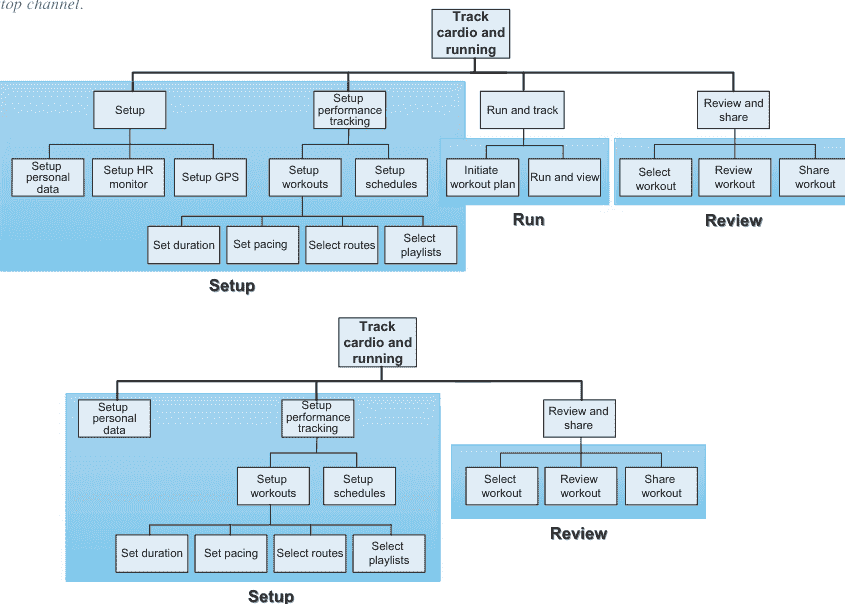 top channel.
Track
cardio and
running
Setup
Setup
performance
tracking
Run and track
Review and
share
Setup
personal
data
Setup HR
monitor
Setup GPS
Setup
workouts
Setup
schedules
Initiate
workout plan
Run and view
Select
workout
Review
workout
Share
workout
Set duration
Set pacing
Select routes
Select
playlists
Run
Review
Setup
Track
cardio and
running
Setup
personal
data
Setup
performance
tracking
Review and
share
Setup
workouts
Setup
schedules
Select
workout
Review
workout
Share
workout
Set duration
Set pacing
Select routes
Select
playlists
Review
Setup